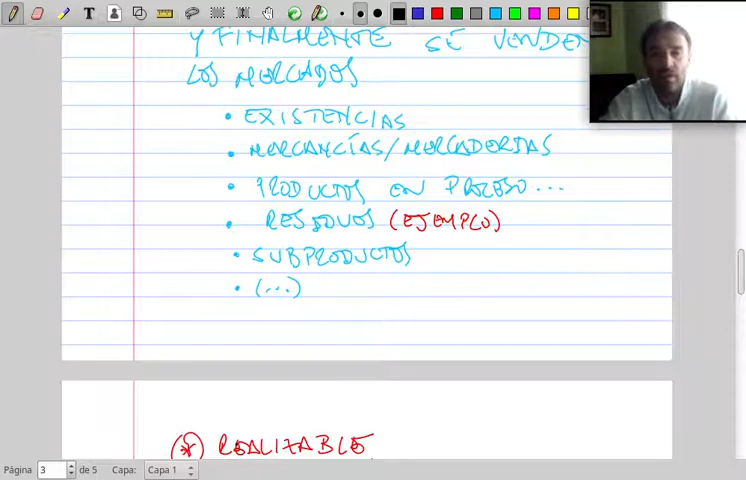 T
Y FINALMENTE SE VENDEN
LOS MERCADOS
• EXISTENCIAS
• MERCANCÍAS/MERCADERIAS
• PRODUCTOS EN PROCESO...
• RESIDUOS (EJEMPLO)
• SUBPRODUCTOS
• (...)
(*) REALIZABLE
Página 3 de 5 Capa: Capa 1